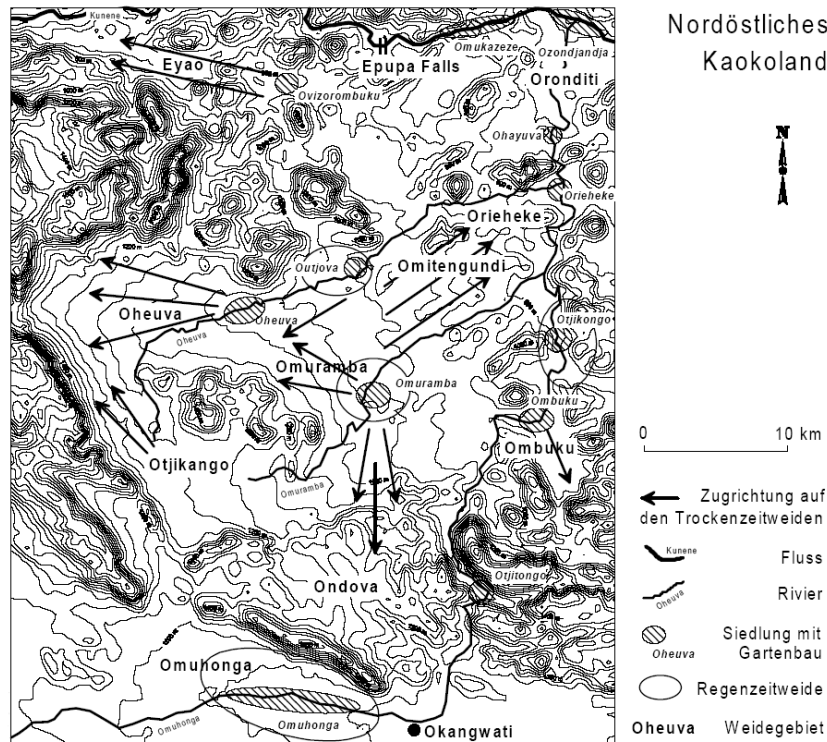 Nordöstliches
Kaokoland
Kunene
Eyao
Ovizorombuku
Epupa Falls
Omukazeze
Ozondjandja
Oronditi
Ohayuva
Orieheke
Orieheke
Outjova
Omitengundi
Oheuva
Oheuva
Oheuva
Otjikongo
Omuramba
Omuramba
Ombuku
Ombuku
Otjikango
Omuramba
Otjitongo
Ondova
Omuhonga
Omuhonga
Omuhonga
Okangwati
1200 m
N
0 10 km
Zugrichtung auf
den Trockenzeitweiden
Kunene
Fluss
Oheuva
Rivier
Siedlung mit
Oheuva
Gartenbau
Regenzeitweide
Oheuva Weidegebiet